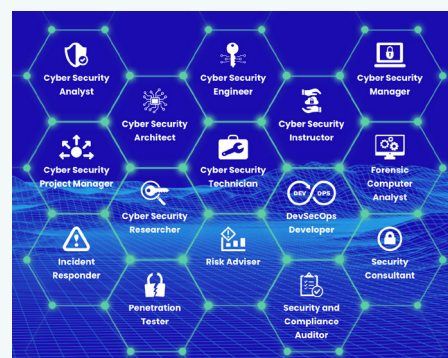 Cyber Security
Analyst
Cyber Security
Engineer
Cyber Security
Manager
Cyber Security
Architect
Cyber Security
Instructor
Cyber Security
Project Manager
Cyber Security
Technician
Forensic
Computer
Analyst
Cyber Security
Researcher
DEV
OPS
DevSecOps
Developer
Incident
Responder
Risk Adviser
Security
Consultant
Penetration
Tester
Security and
Compliance
Auditor